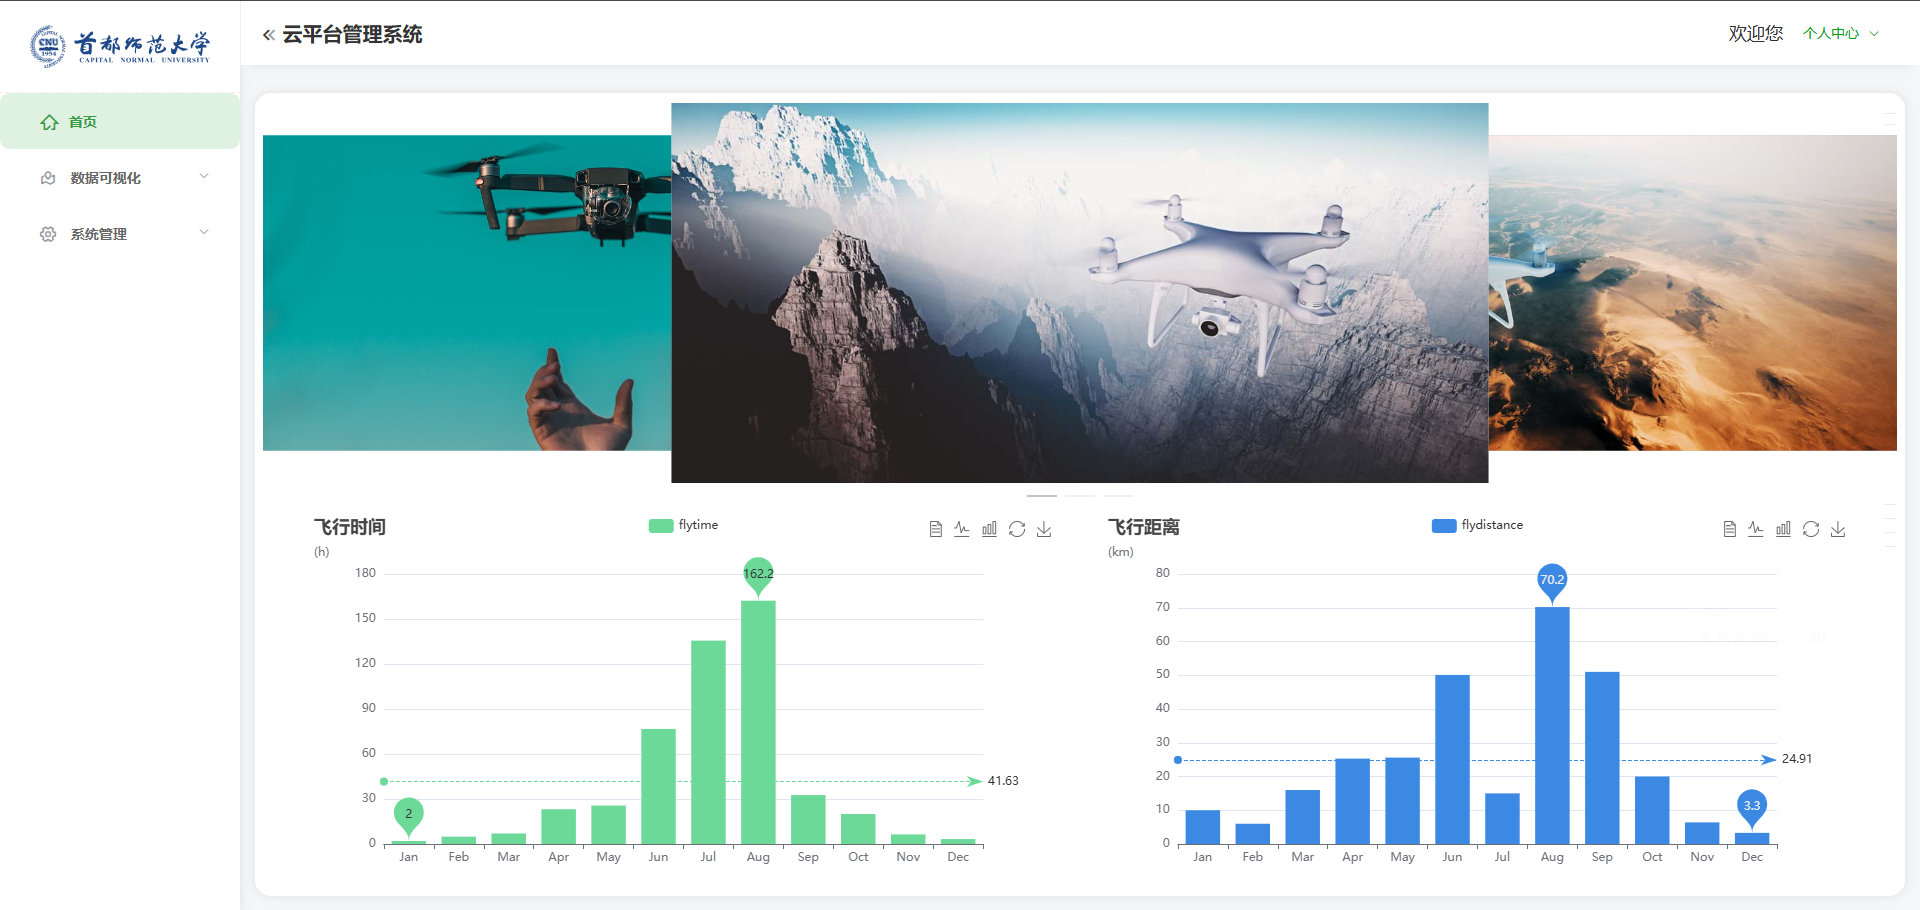 CNU
1954
首都师范大学
CAPITAL NORMAL UNIVERSITY
云平台管理系统
欢迎您
个人中心
首页
数据可视化
系统管理
飞行时间
flytime
(h)
180
150
120
90
60
30
0
162.2
41.63
2
Jan Feb Mar Apr May Jun Jul Aug Sep Oct Nov Dec
飞行距离
flydistance
(km)
80
70
60
50
40
30
20
10
0
70.2
24.91
3.3
Jan Feb Mar Apr May Jun Jul Aug Sep Oct Nov Dec